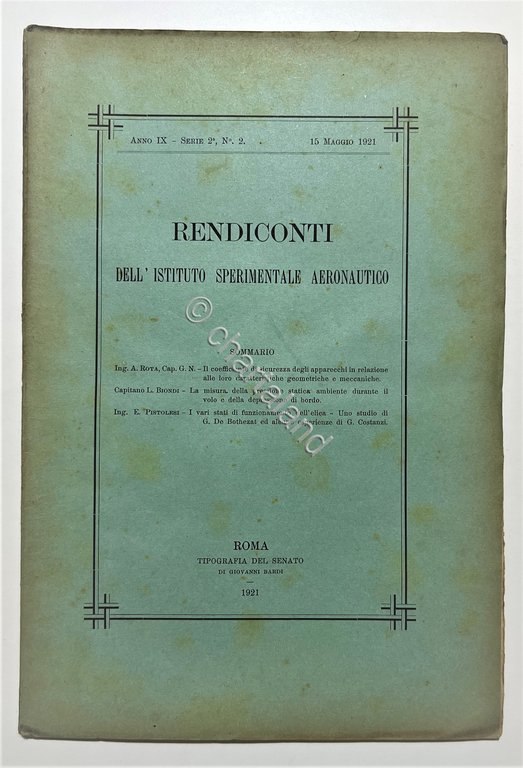 Anno IX - Serie 2ª, Nº. 2. 15 Maggio 1921
RENDICONTI
DELL' ISTITUTO SPERIMENTALE AERONAUTICO
SOMMARIO
Ing. A. Rota, Cap. G. N. - Il coefficiente di sicurezza degli apparecchi in relazione
alle loro caratteristiche geometriche e meccaniche.
Capitano L. Biondi - La misura della pressione statica ambiente durante il
volo e della depressione di bordo.
Ing. E. Pistolesi - I vari stati di funzionamento dell'elica - Uno studio di
G. De Bothezat ed alcune esperienze di G. Costanzi.
ROMA
TIPOGRAFIA DEL SENATO
DI GIOVANNI BARDI
1921
© chartaland